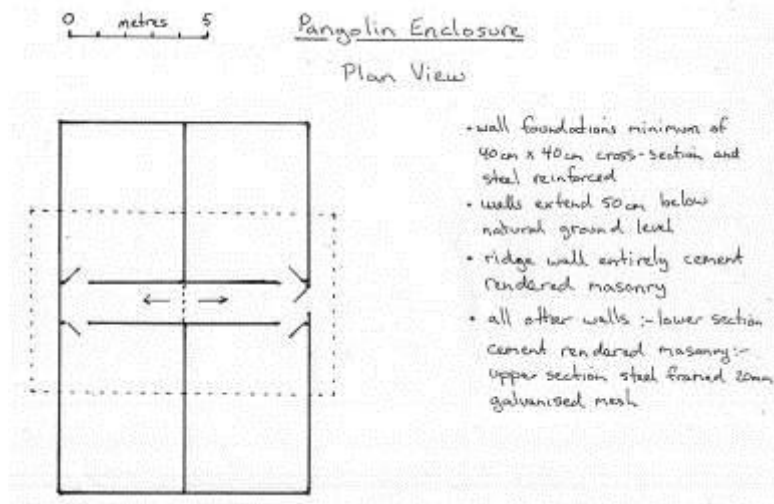 0 metres 5
Pangolin Enclosure
Plan View
• wall foundations minimum of
40cm x 40cm cross-section and
steel reinforced
• walls extend 50cm below
natural ground level
• ridge wall entirely cement
rendered masonry
• all other walls :- lower section
cement rendered masonry:-
upper section steel framed 20mm
galvanised mesh